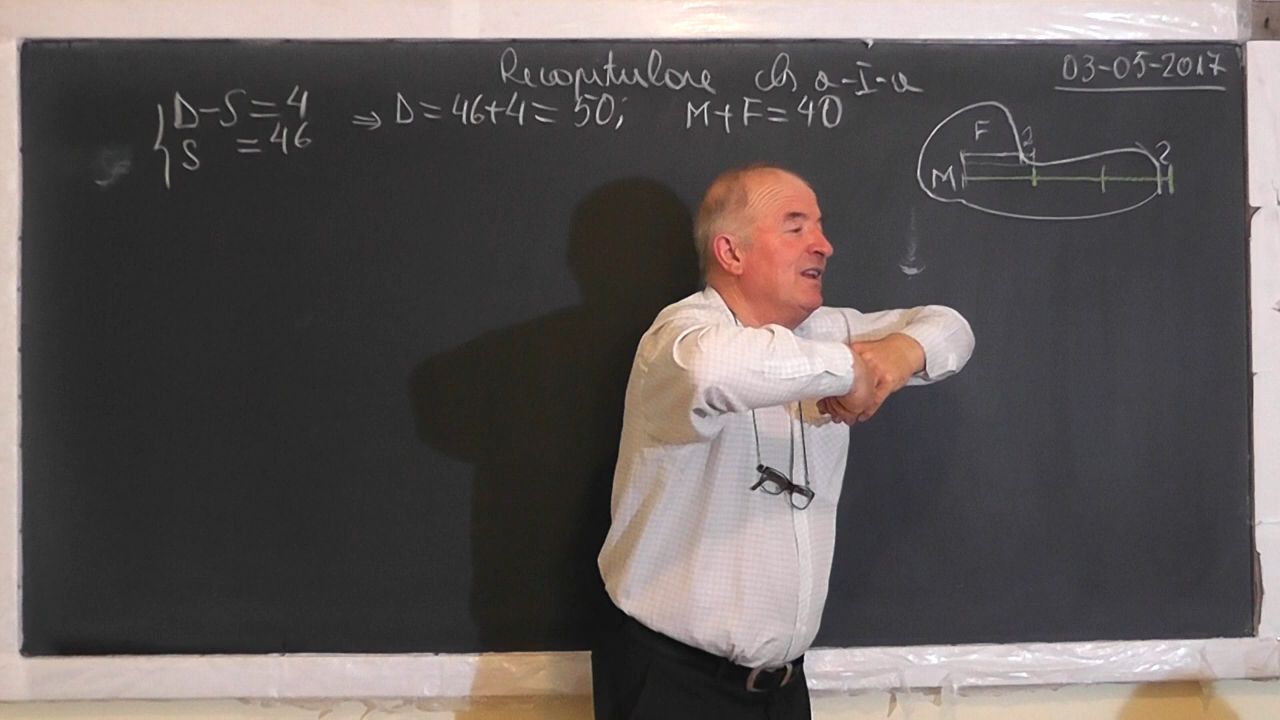 Recapitulare cls a-I-a
03-05-2017
D-S=4 ⇒ D=46+4=50; M+F=40
S =46
F 2 2
M